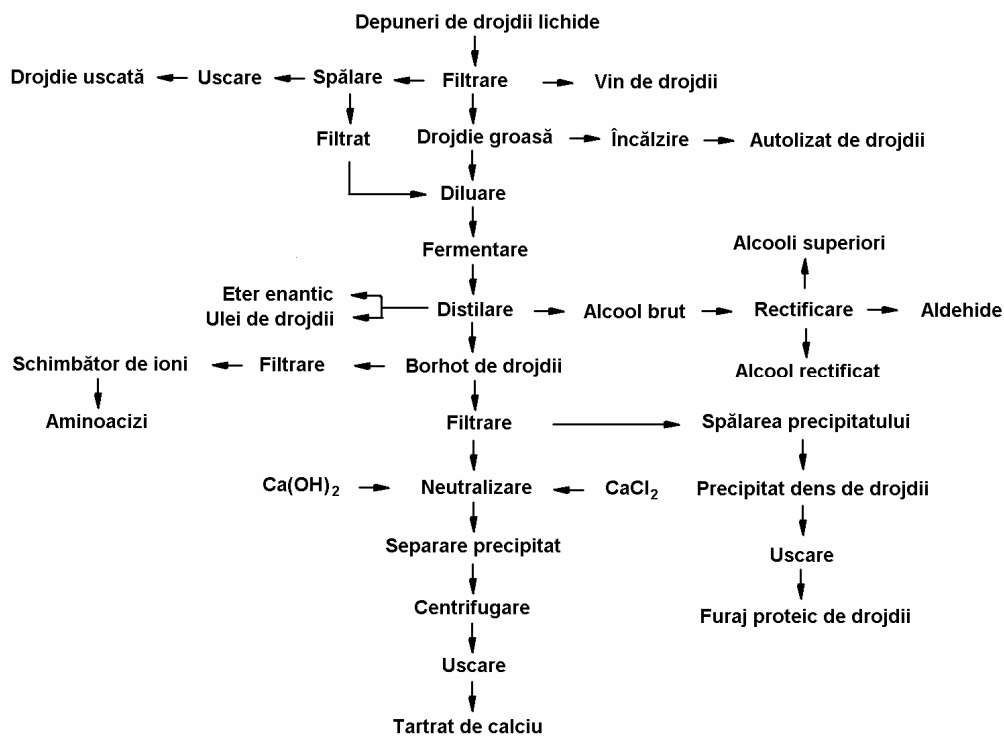 Depuneri de drojdii lichide
Drojdie uscată
Uscare
Spălare
Filtrare
Vin de drojdii
Filtrat
Drojdie groasă
Încălzire
Autolizat de drojdii
Diluare
Fermentare
Alcooli superiori
Eter enantic
Ulei de drojdii
Distilare
Alcool brut
Rectificare
Aldehide
Schimbător de ioni
Filtrare
Borhot de drojdii
Alcool rectificat
Aminoacizi
Filtrare
Spălarea precipitatului
Ca(OH)₂
Neutralizare
CaCl₂
Precipitat dens de drojdii
Separare precipitat
Uscare
Centrifugare
Furaj proteic de drojdii
Uscare
Tartrat de calciu